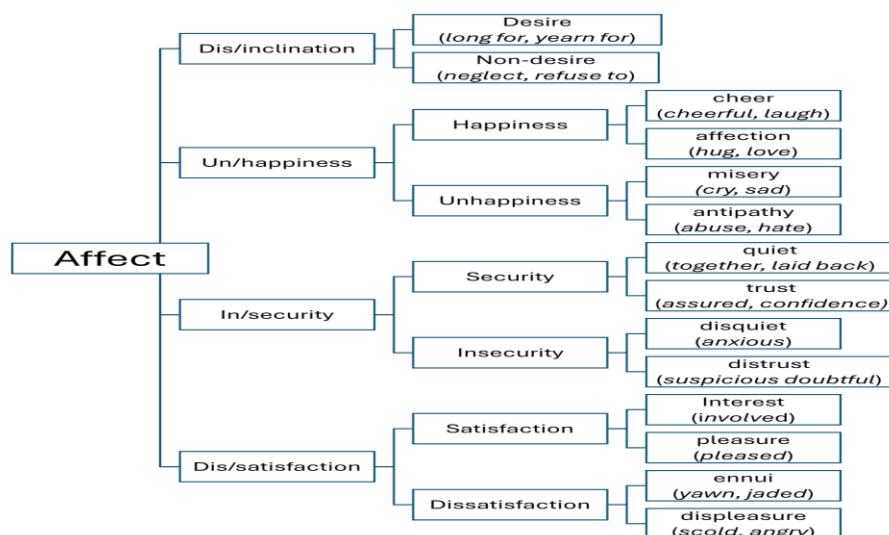 Affect
Dis/inclination
Desire
(long for, yearn for)
Non-desire
(neglect, refuse to)
Un/happiness
Happiness
cheer
(cheerful, laugh)
affection
(hug, love)
Unhappiness
misery
(cry, sad)
antipathy
(abuse, hate)
In/security
Security
quiet
(together, laid back)
trust
(assured, confidence)
Insecurity
disquiet
(anxious)
distrust
(suspicious doubtful)
Dis/satisfaction
Satisfaction
Interest
(involved)
pleasure
(pleased)
Dissatisfaction
ennui
(yawn, jaded)
displeasure
(scold, angry)